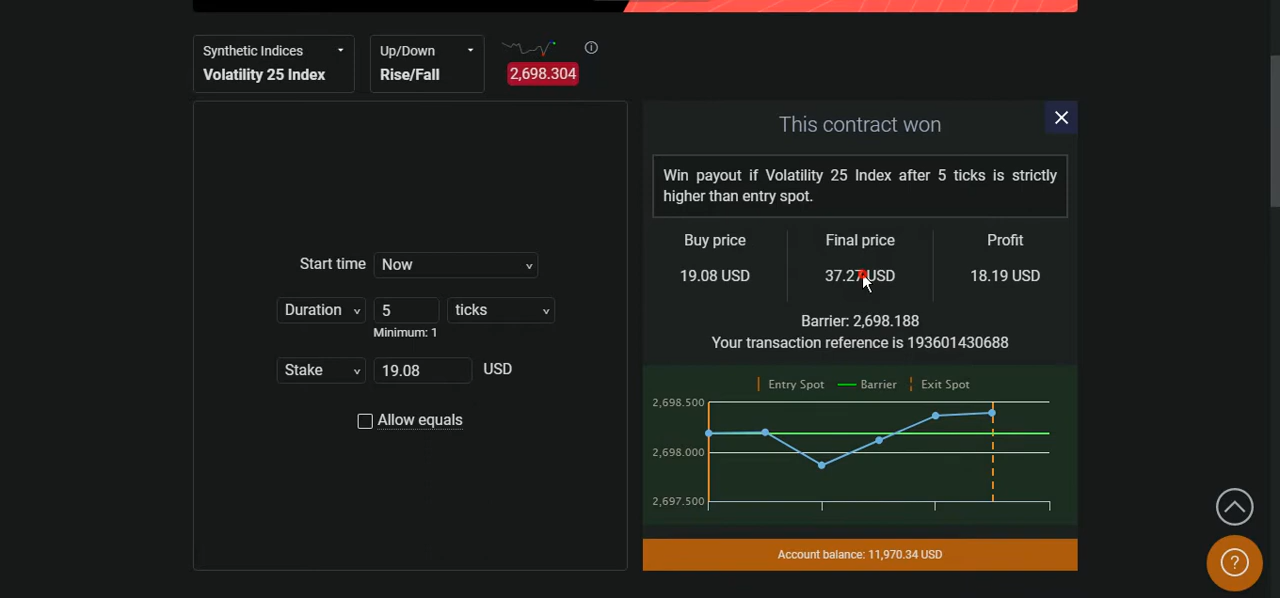 Synthetic Indices
Volatility 25 Index
Up/Down
Rise/Fall
2,698.304
This contract won
Win payout if Volatility 25 Index after 5 ticks is strictly
higher than entry spot.
Buy price Final price Profit
19.08 USD 37.27 USD 18.19 USD
Barrier: 2,698.188
Your transaction reference is 193601430688
Start time Now
Duration 5 ticks
Minimum: 1
Stake 19.08 USD
Allow equals
Entry Spot Barrier Exit Spot
2,698.500
2,698.000
2,697.500
Account balance: 11,970.34 USD